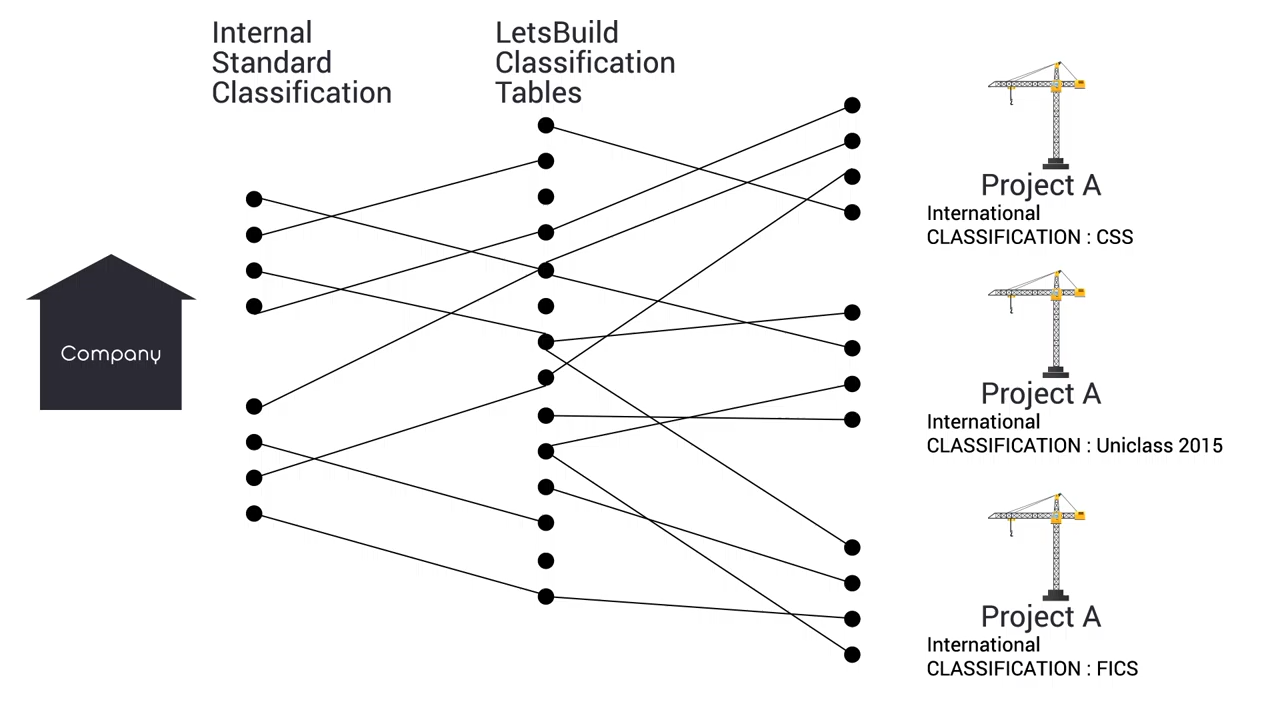 Internal
Standard
Classification
LetsBuild
Classification
Tables
Company
Project A
International
CLASSIFICATION : CSS
Project A
International
CLASSIFICATION : Uniclass 2015
Project A
International
CLASSIFICATION : FICS